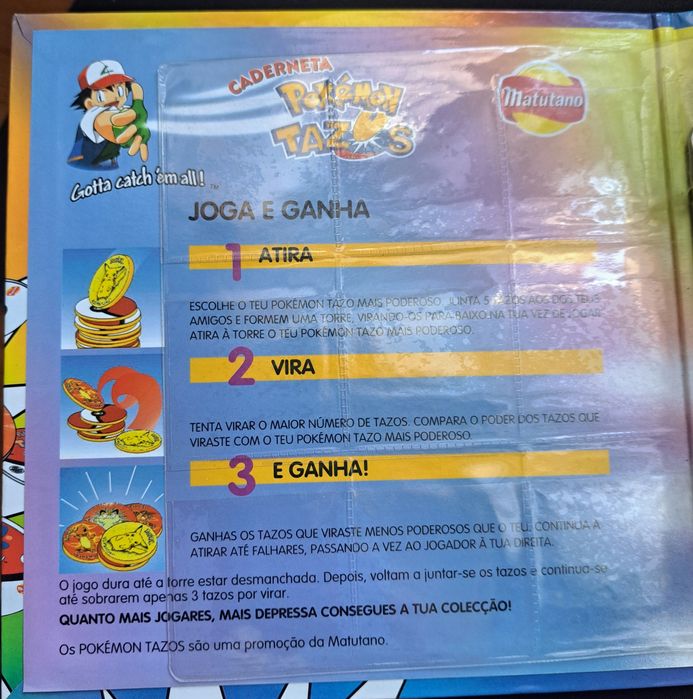 CADERNETA
POKÉMON
TAZOS
Matutano
Gotta catch 'em all!™
JOGA E GANHA
1 ATIRA
ESCOLHE O TEU POKÉMON TAZO MAIS PODEROSO. JUNTA 5 TAZOS AOS DOS TEUS
AMIGOS E FORMEM UMA TORRE, VIRANDO-OS PARA BAIXO NA TUA VEZ DE JOGAR
ATIRA À TORRE O TEU POKÉMON TAZO MAIS PODEROSO.
2 VIRA
TENTA VIRAR O MAIOR NÚMERO DE TAZOS. COMPARA O PODER DOS TAZOS QUE
VIRASTE COM O TEU POKÉMON TAZO MAIS PODEROSO
3 E GANHA!
GANHAS OS TAZOS QUE VIRASTE MENOS PODEROSOS QUE O TEU. CONTINUA A
ATIRAR ATÉ FALHARES, PASSANDO A VEZ AO JOGADOR À TUA DIREITA.
O jogo dura até a torre estar desmanchada. Depois, voltam a juntar-se os tazos e continua-se
até sobrarem apenas 3 tazos por virar.
QUANTO MAIS JOGARES, MAIS DEPRESSA CONSEGUES A TUA COLECÇÃO!
Os POKÉMON TAZOS são uma promoção da Matutano.